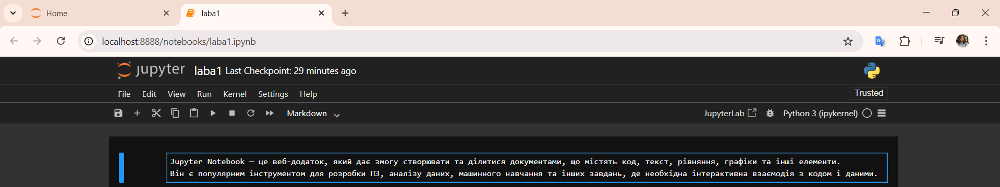 Home
laba1
localhost:8888/notebooks/laba1.ipynb
jupyter laba1 Last Checkpoint: 29 minutes ago
File Edit View Run Kernel Settings Help Trusted
Markdown JupyterLab Python 3 (ipykernel)
Jupyter Notebook — це веб-додаток, який дає змогу створювати та ділитися документами, що містять код, текст, рівняння, графіки та інші елементи.
Він є популярним інструментом для розробки ПЗ, аналізу даних, машинного навчання та інших завдань, де необхідна інтерактивна взаємодія з кодом і даними.